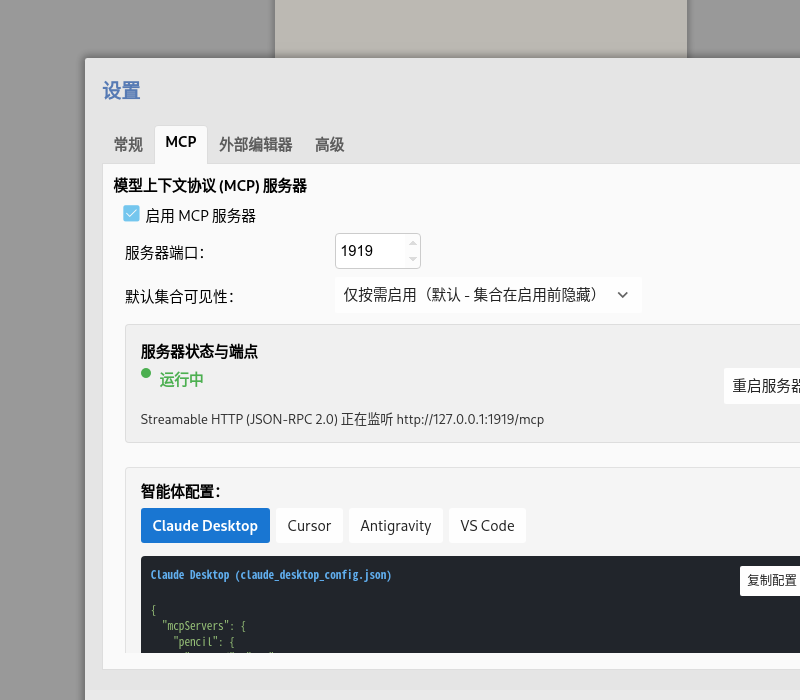 设置
常规 MCP 外部编辑器 高级
模型上下文协议 (MCP) 服务器
启用 MCP 服务器
服务器端口： 1919
默认集合可见性： 仅按需启用（默认 - 集合在启用前隐藏）
服务器状态与端点
运行中
重启服务器
Streamable HTTP (JSON-RPC 2.0) 正在监听 http://127.0.0.1:1919/mcp
智能体配置：
Claude Desktop Cursor Antigravity VS Code
Claude Desktop (claude_desktop_config.json)
复制配置
{
"mcpServers": {
"pencil": {